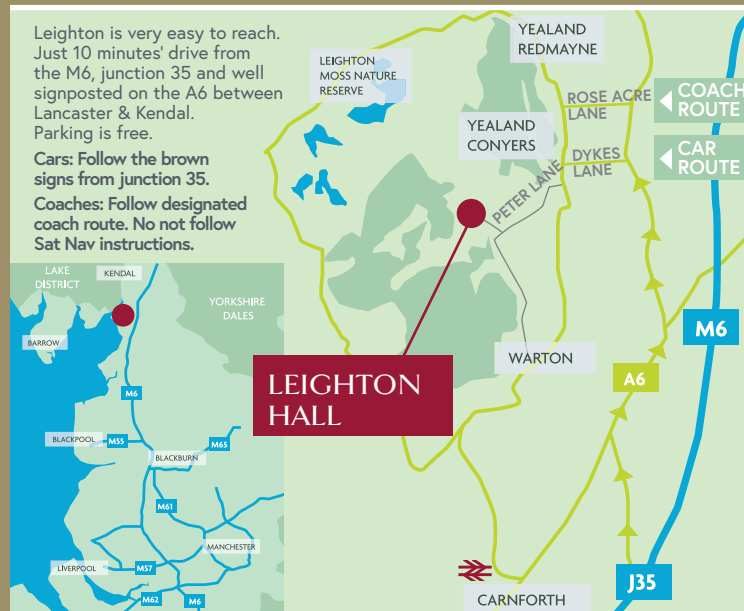 Leighton is very easy to reach.
Just 10 minutes' drive from
the M6, junction 35 and well
signposted on the A6 between
Lancaster & Kendal.
Parking is free.
Cars: Follow the brown
signs from junction 35.
Coaches: Follow designated
coach route. No not follow
Sat Nav instructions.
YEALAND
REDMAYNE
LEIGHTON
MOSS NATURE
RESERVE
ROSE ACRE
LANE
COACH
ROUTE
YEALAND
CONYERS
DYKES
LANE
CAR
ROUTE
PETER LANE
M6
WARTON
A6
LEIGHTON
HALL
J35
CARNFORTH
LAKE
DISTRICT
KENDAL
YORKSHIRE
DALES
BARROW
M6
BLACKPOOL
M55
M65
BLACKBURN
M61
MANCHESTER
LIVERPOOL
M57
M62
M6